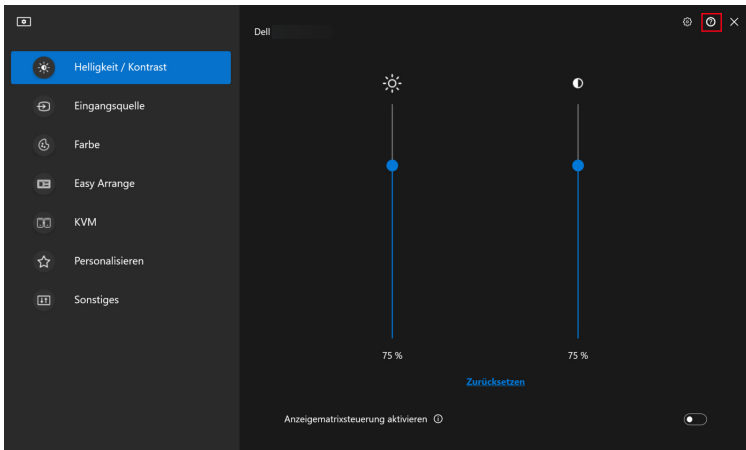 Dell
Helligkeit / Kontrast
Eingangsquelle
Farbe
Easy Arrange
KVM
Personalisieren
Sonstiges
75 % 75 %
Zurücksetzen
Anzeigematrixsteuerung aktivieren